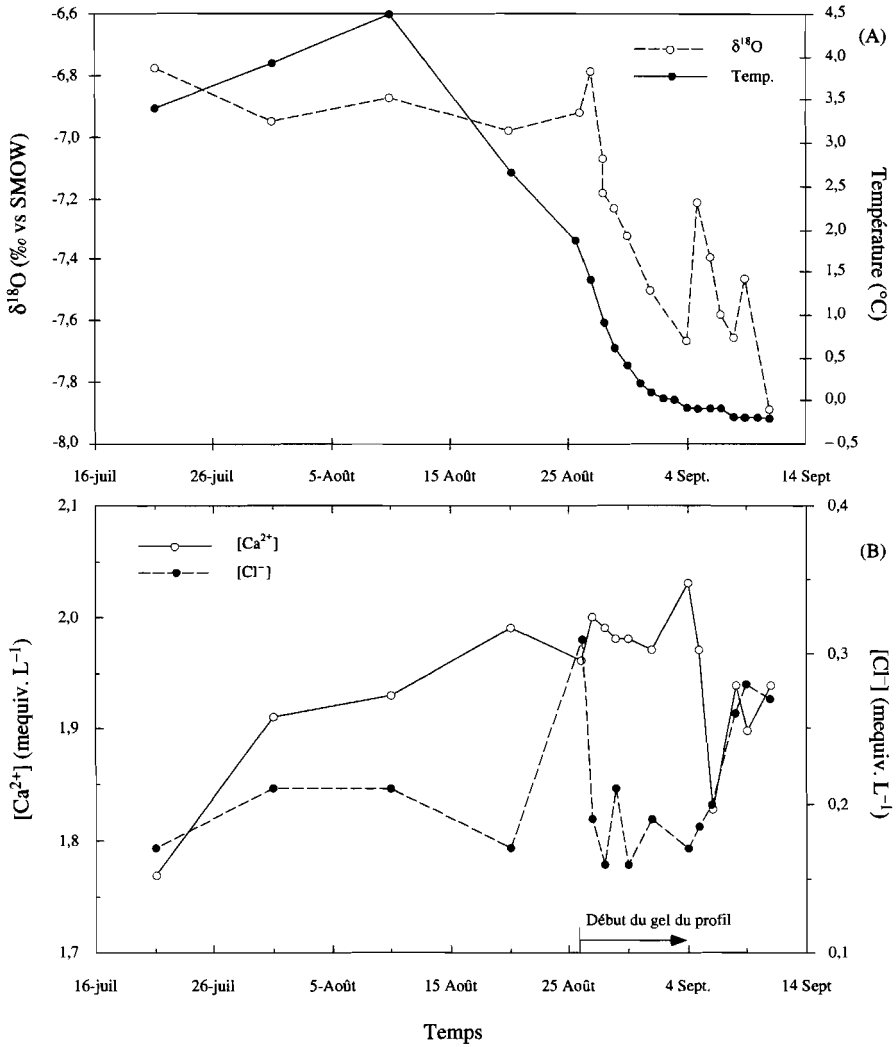 (A)
δ¹⁸O
Temp.
-6,6
-6,8
-7,0
-7,2
-7,4
-7,6
-7,8
-8,0
δ¹⁸O (‰ vs SMOW)
4,5
4,0
3,5
3,0
2,5
2,0
1,5
1,0
0,5
0,0
– 0,5
Température (°C)
16-juil 26-juil 5-Août 15 Août 25 Août 4 Sept. 14 Sept
(B)
[Ca²⁺]
[Cl⁻]
2,1
2,0
1,9
1,8
1,7
[Ca²⁺] (mequiv. L⁻¹)
0,4
0,3
0,2
0,1
[Cl⁻] (mequiv. L⁻¹)
Début du gel du profil
16-juil 26-juil 5-Août 15 Août 25 Août 4 Sept. 14 Sept
Temps